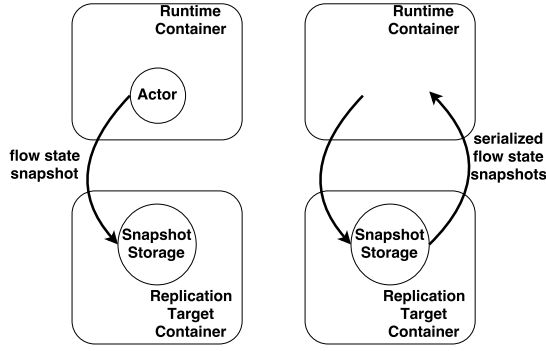 Runtime
Container
Actor
flow state
snapshot
Snapshot
Storage
Replication
Target
Container
Runtime
Container
serialized
flow state
snapshots
Snapshot
Storage
Replication
Target
Container